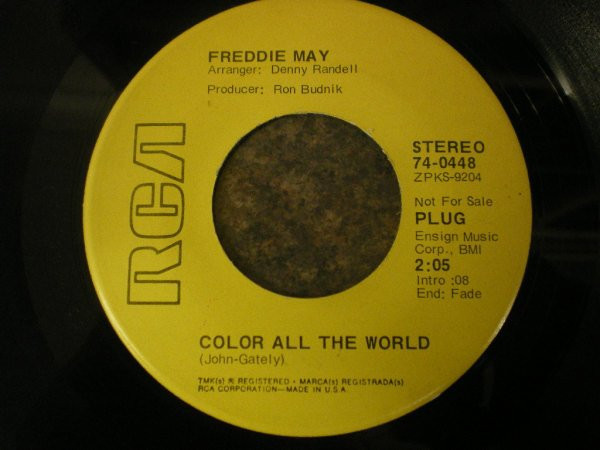 FREDDIE MAY
Arranger: Denny Randell
Producer: Ron Budnik
RCA
STEREO
74-0448
ZPKS-9204
Not For Sale
PLUG
Ensign Music
Corp., BMI
2:05
Intro :08
End: Fade
COLOR ALL THE WORLD
(John-Gately)
TMK(s) ® REGISTERED • MARCA(s) REGISTRADA(s)
RCA CORPORATION—MADE IN U.S.A.